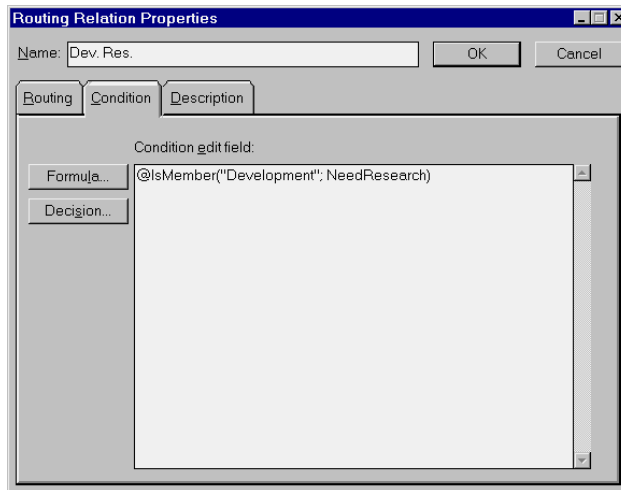 Routing Relation Properties
Name: Dev. Res. OK Cancel
Routing Condition Description
Condition edit field:
Formula... @IsMember("Development"; NeedResearch)
Decision...